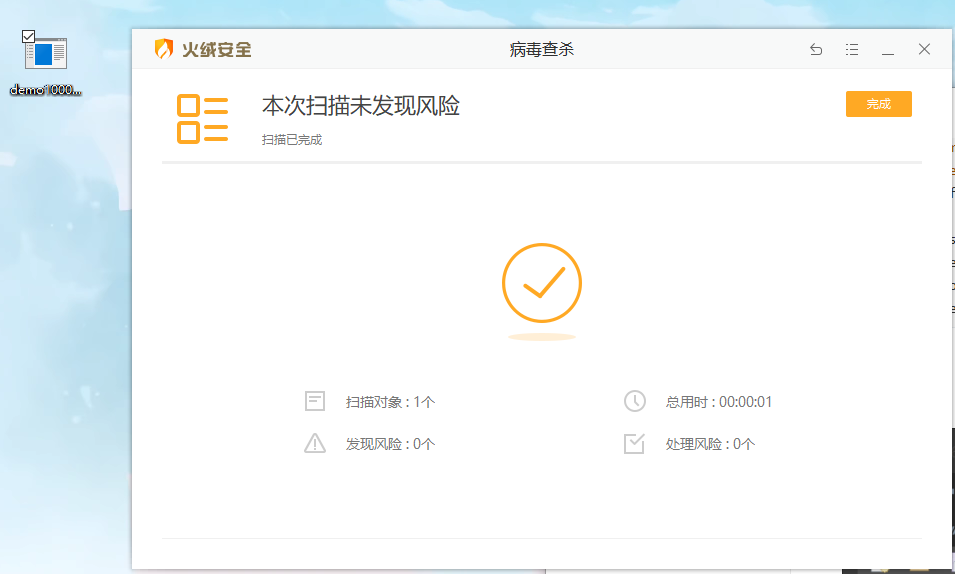 火绒安全
病毒查杀
demo1000...
本次扫描未发现风险
完成
扫描已完成
扫描对象 : 1个
总用时 : 00:00:01
发现风险 : 0个
处理风险 : 0个